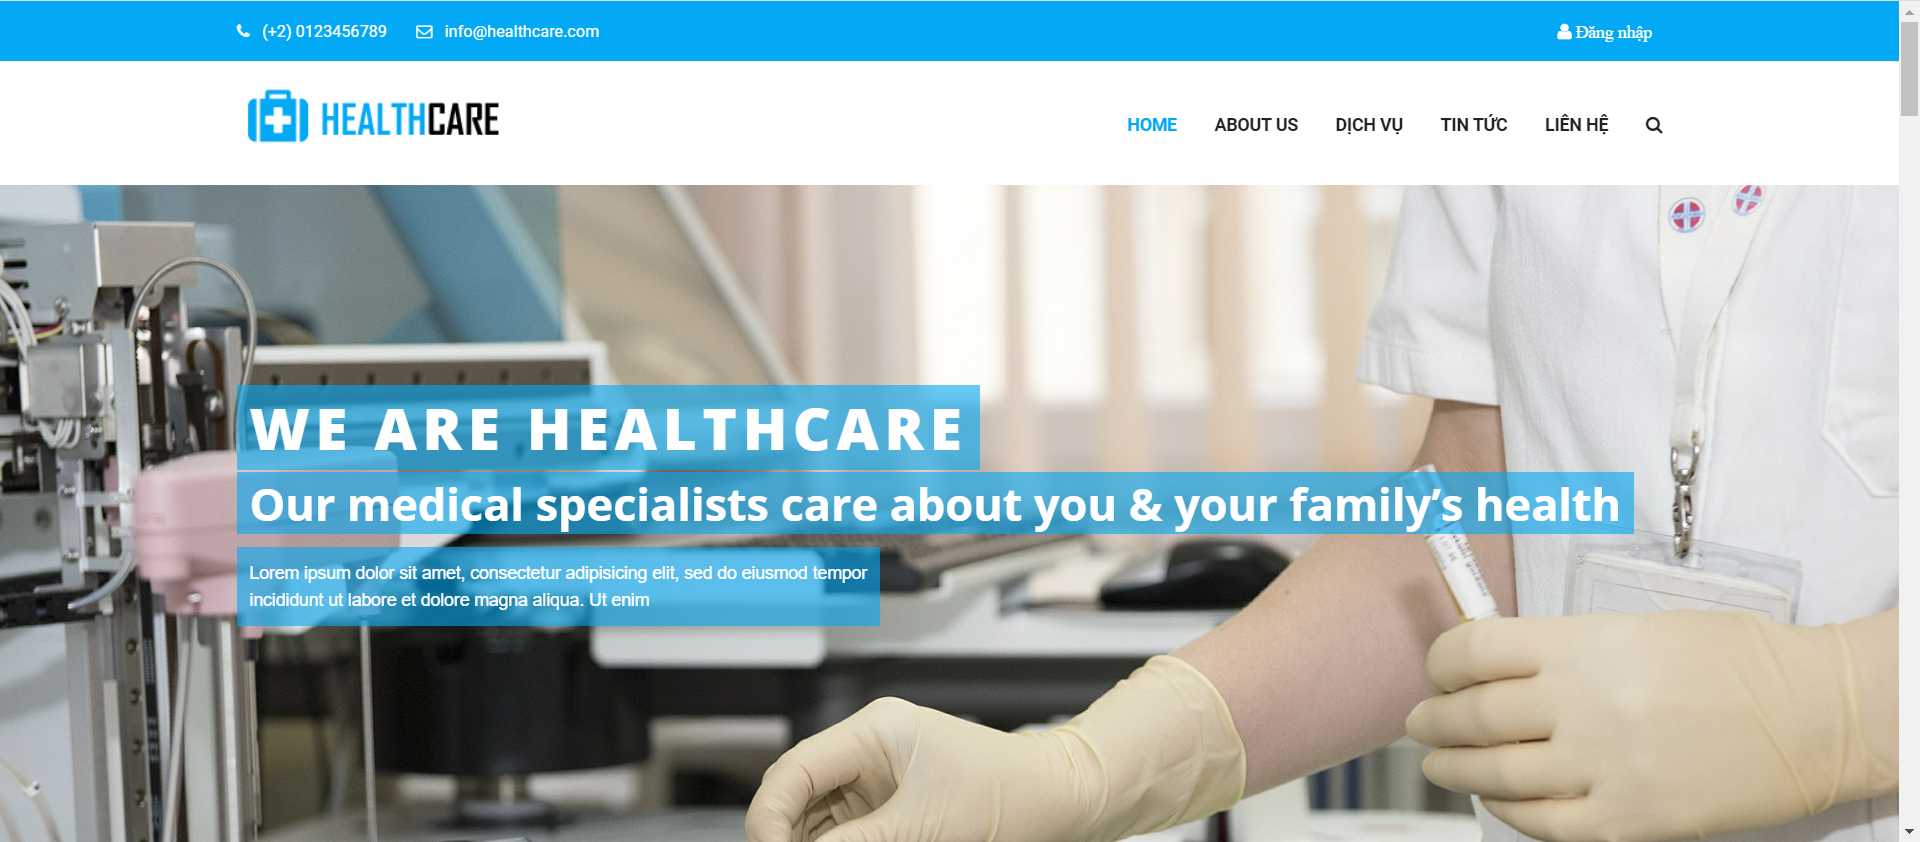 (+2) 0123456789 info@healthcare.com Đăng nhập
HEALTHCARE
HOME ABOUT US DỊCH VỤ TIN TỨC LIÊN HỆ
WE ARE HEALTHCARE
Our medical specialists care about you & your family’s health
Lorem ipsum dolor sit amet, consectetur adipisicing elit, sed do eiusmod tempor
incididunt ut labore et dolore magna aliqua. Ut enim